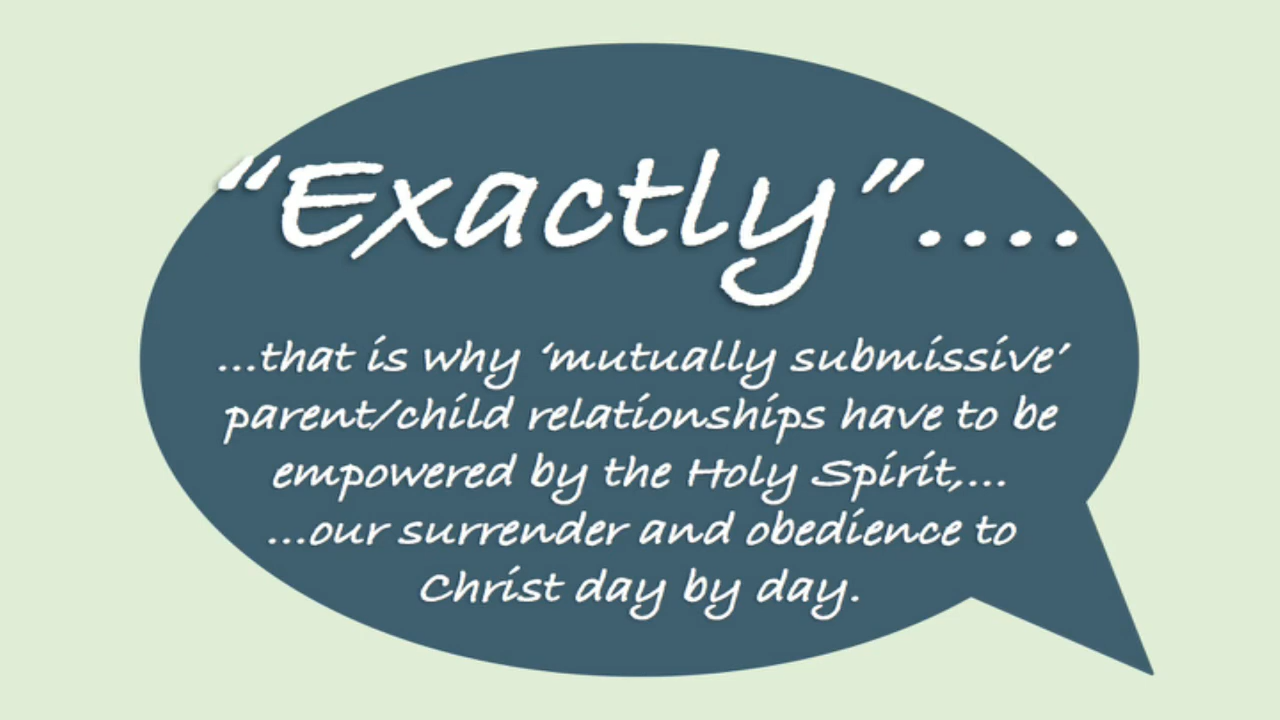 “Exactly”....
...that is why ‘mutually submissive’
parent/child relationships have to be
empowered by the Holy Spirit,...
...our surrender and obedience to
Christ day by day.